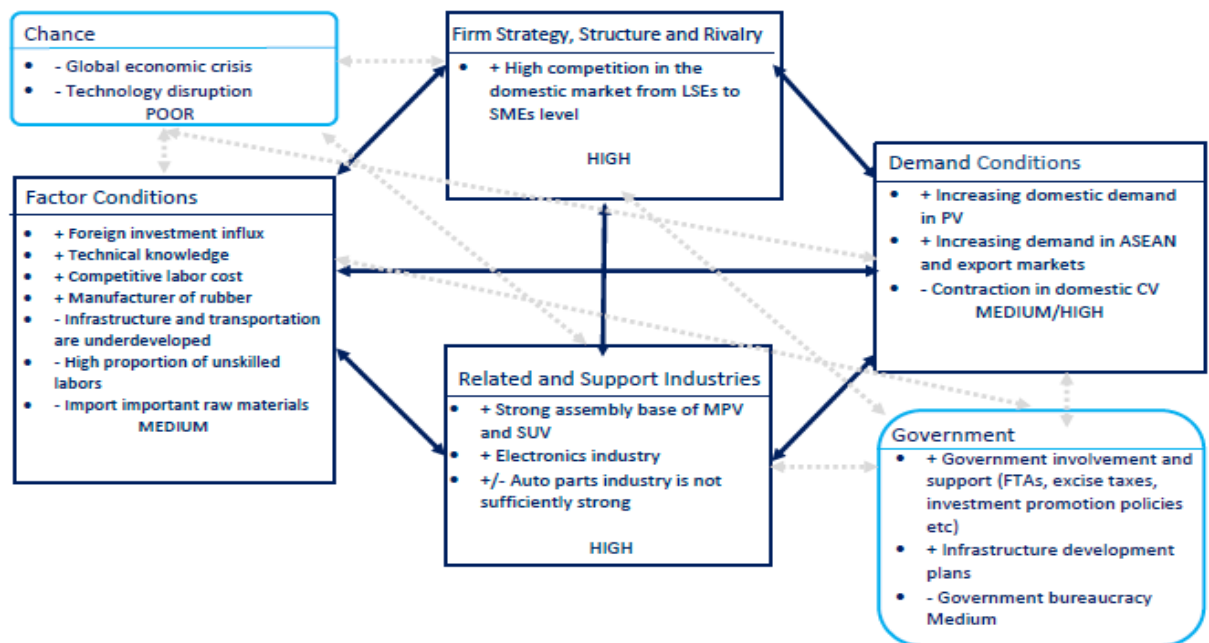 Chance
• - Global economic crisis
• - Technology disruption
POOR
Firm Strategy, Structure and Rivalry
• + High competition in the
domestic market from LSEs to
SMEs level
HIGH
Factor Conditions
• + Foreign investment influx
• + Technical knowledge
• + Competitive labor cost
• + Manufacturer of rubber
• - Infrastructure and transportation
are underdeveloped
• - High proportion of unskilled
labors
• - Import important raw materials
MEDIUM
Demand Conditions
• + Increasing domestic demand
in PV
• + Increasing demand in ASEAN
and export markets
• - Contraction in domestic CV
MEDIUM/HIGH
Related and Support Industries
• + Strong assembly base of MPV
and SUV
• + Electronics industry
• +/- Auto parts industry is not
sufficiently strong
HIGH
Government
• + Government involvement and
support (FTAs, excise taxes,
investment promotion policies
etc)
• + Infrastructure development
plans
• - Government bureaucracy
Medium